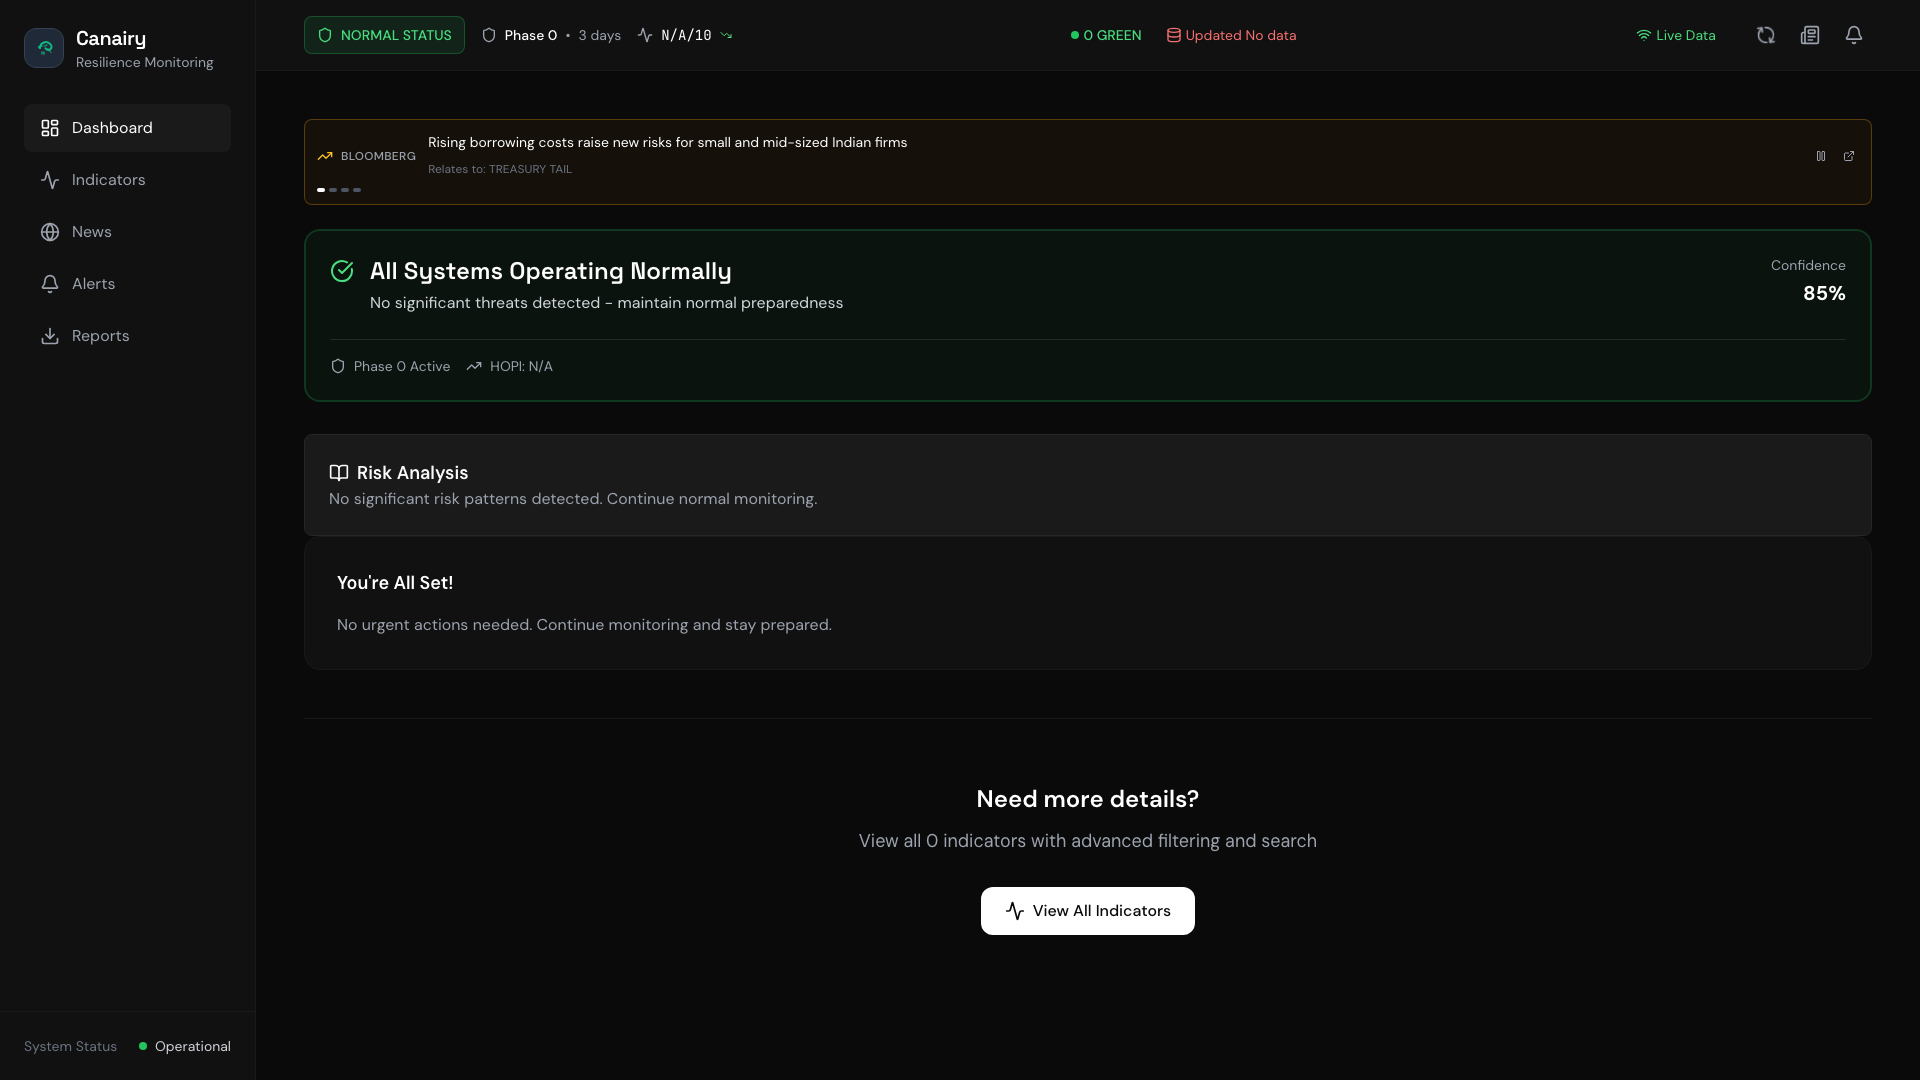 Canairy
Resilience Monitoring
Dashboard
Indicators
News
Alerts
Reports
System Status
Operational
NORMAL STATUS
Phase 0 • 3 days
N/A/10
0 GREEN
Updated No data
Live Data
BLOOMBERG
Rising borrowing costs raise new risks for small and mid-sized Indian firms
Relates to: TREASURY TAIL
All Systems Operating Normally
No significant threats detected - maintain normal preparedness
Confidence
85%
Phase 0 Active
HOPI: N/A
Risk Analysis
No significant risk patterns detected. Continue normal monitoring.
You're All Set!
No urgent actions needed. Continue monitoring and stay prepared.
Need more details?
View all 0 indicators with advanced filtering and search
View All Indicators